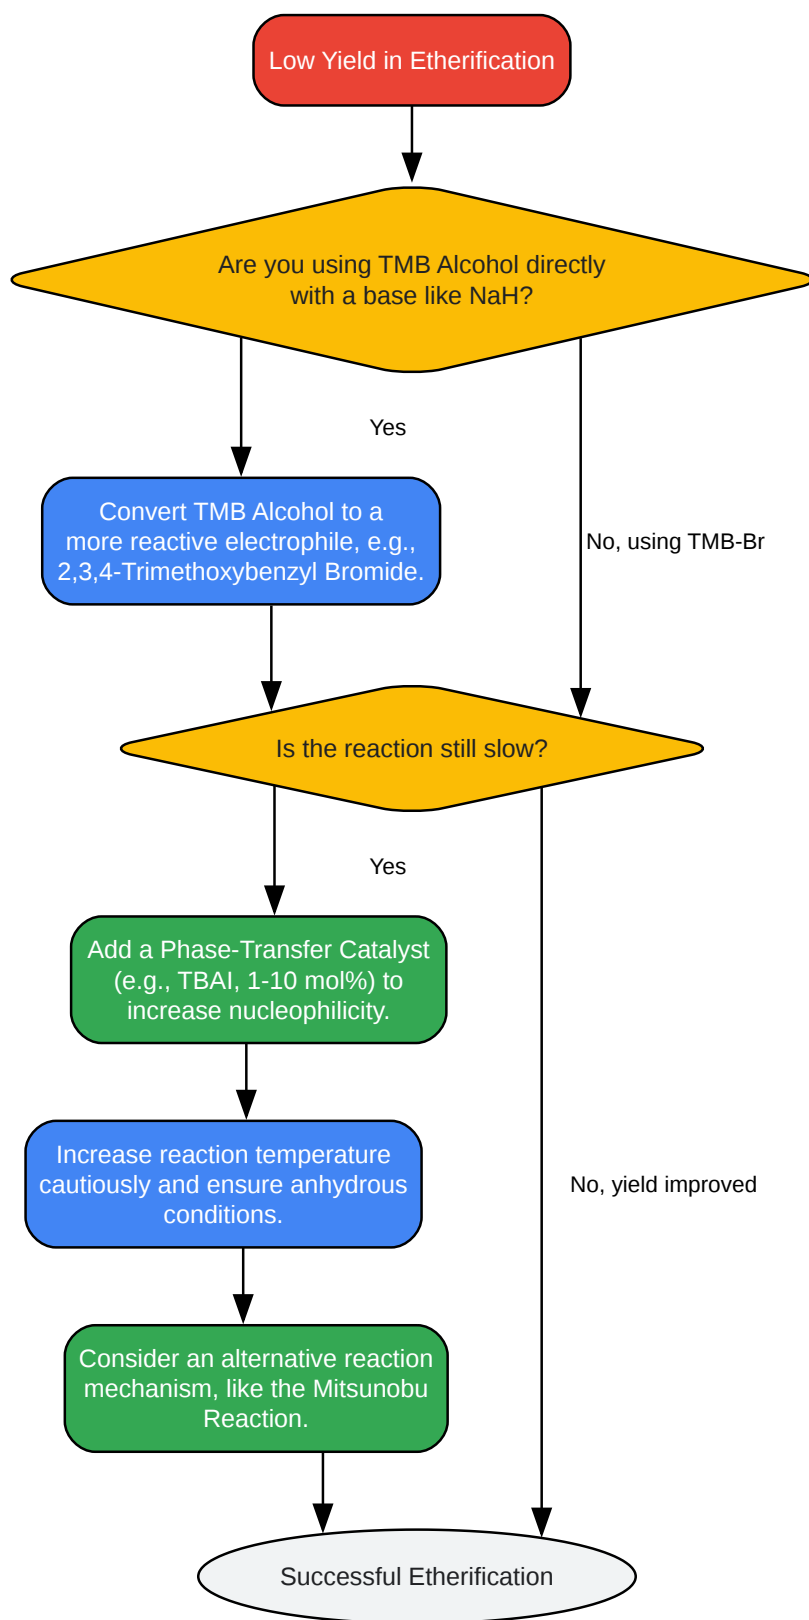 Low Yield in Etherification
Are you using TMB Alcohol directly
with a base like NaH?
Yes
Convert TMB Alcohol to a
more reactive electrophile, e.g.,
2,3,4-Trimethoxybenzyl Bromide.
No, using TMB-Br
Is the reaction still slow?
Yes
Add a Phase-Transfer Catalyst
(e.g., TBAI, 1-10 mol%) to
increase nucleophilicity.
Increase reaction temperature
cautiously and ensure anhydrous
conditions.
No, yield improved
Consider an alternative reaction
mechanism, like the Mitsunobu
Reaction.
Successful Etherification